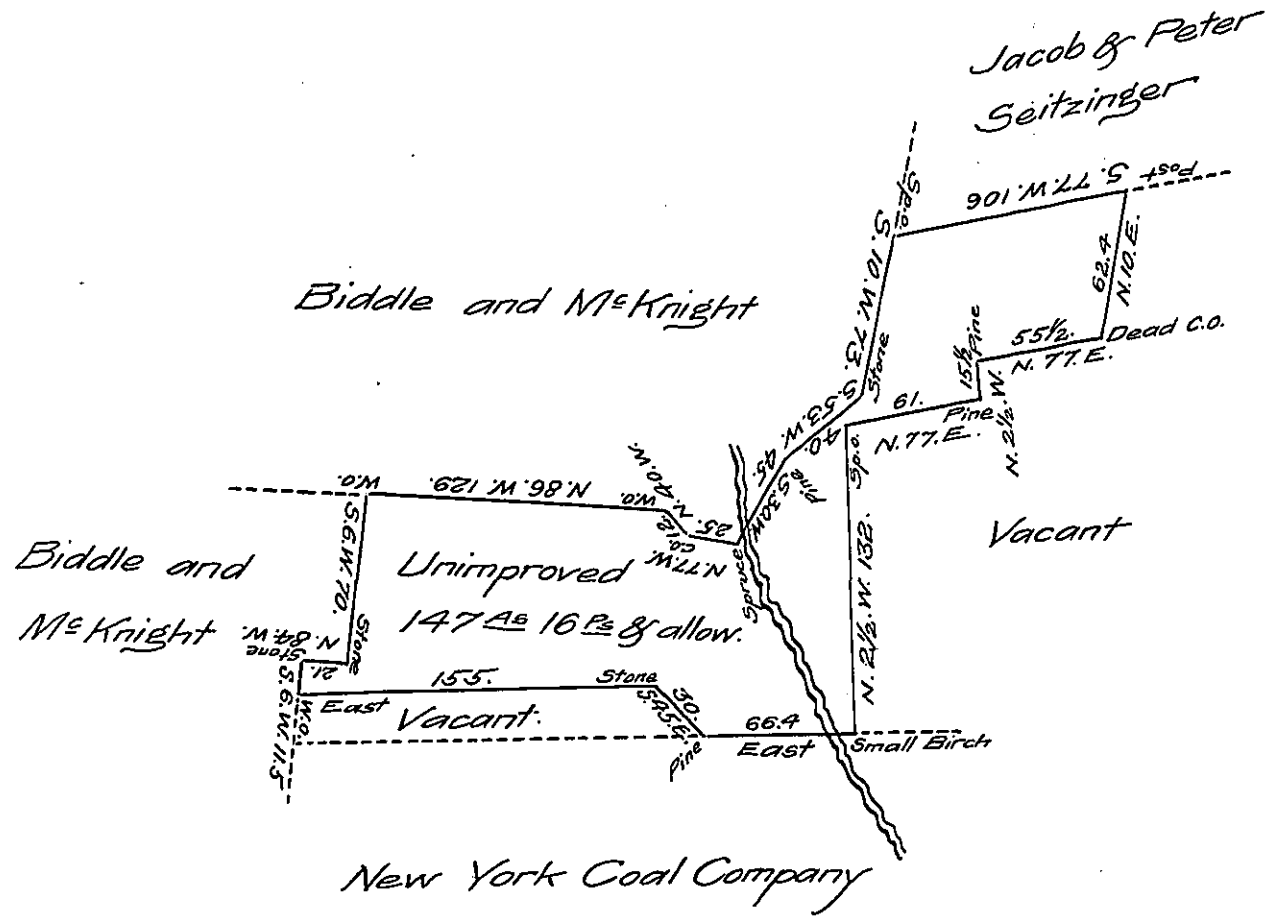 Jacob & Peter
Seitzinger
Post
S. 77. W. 106
Sp.o.
62.4
N. 10. E.
Biddle and McKnight
S. 10. W. 73.
Stone
Pine
55½.
Dead C.O.
N. 77. E.
15½
N. 2½. W.
S. 53. W.
40.
61.
Pine
N. 77. E.
Sp.o.
45.
Pine
S. 30 W.
N. 40. W.
W.o.
N. 86. W. 129.
W.o.
C.o. 12.
25.
N. 77. W.
Spruce
Vacant
Biddle and
McKnight
S. 6. W. 70.
Unimproved
147 As 16 Ps & allow.
N. 2½. W. 132.
N. 84. W.
Stone
21.
Stone
155.
Stone
S. 6. W. 11.5
W.o.
East
Vacant.
30.
S 45. E.
Pine
66.4
East
Small Birch
New York Coal Company